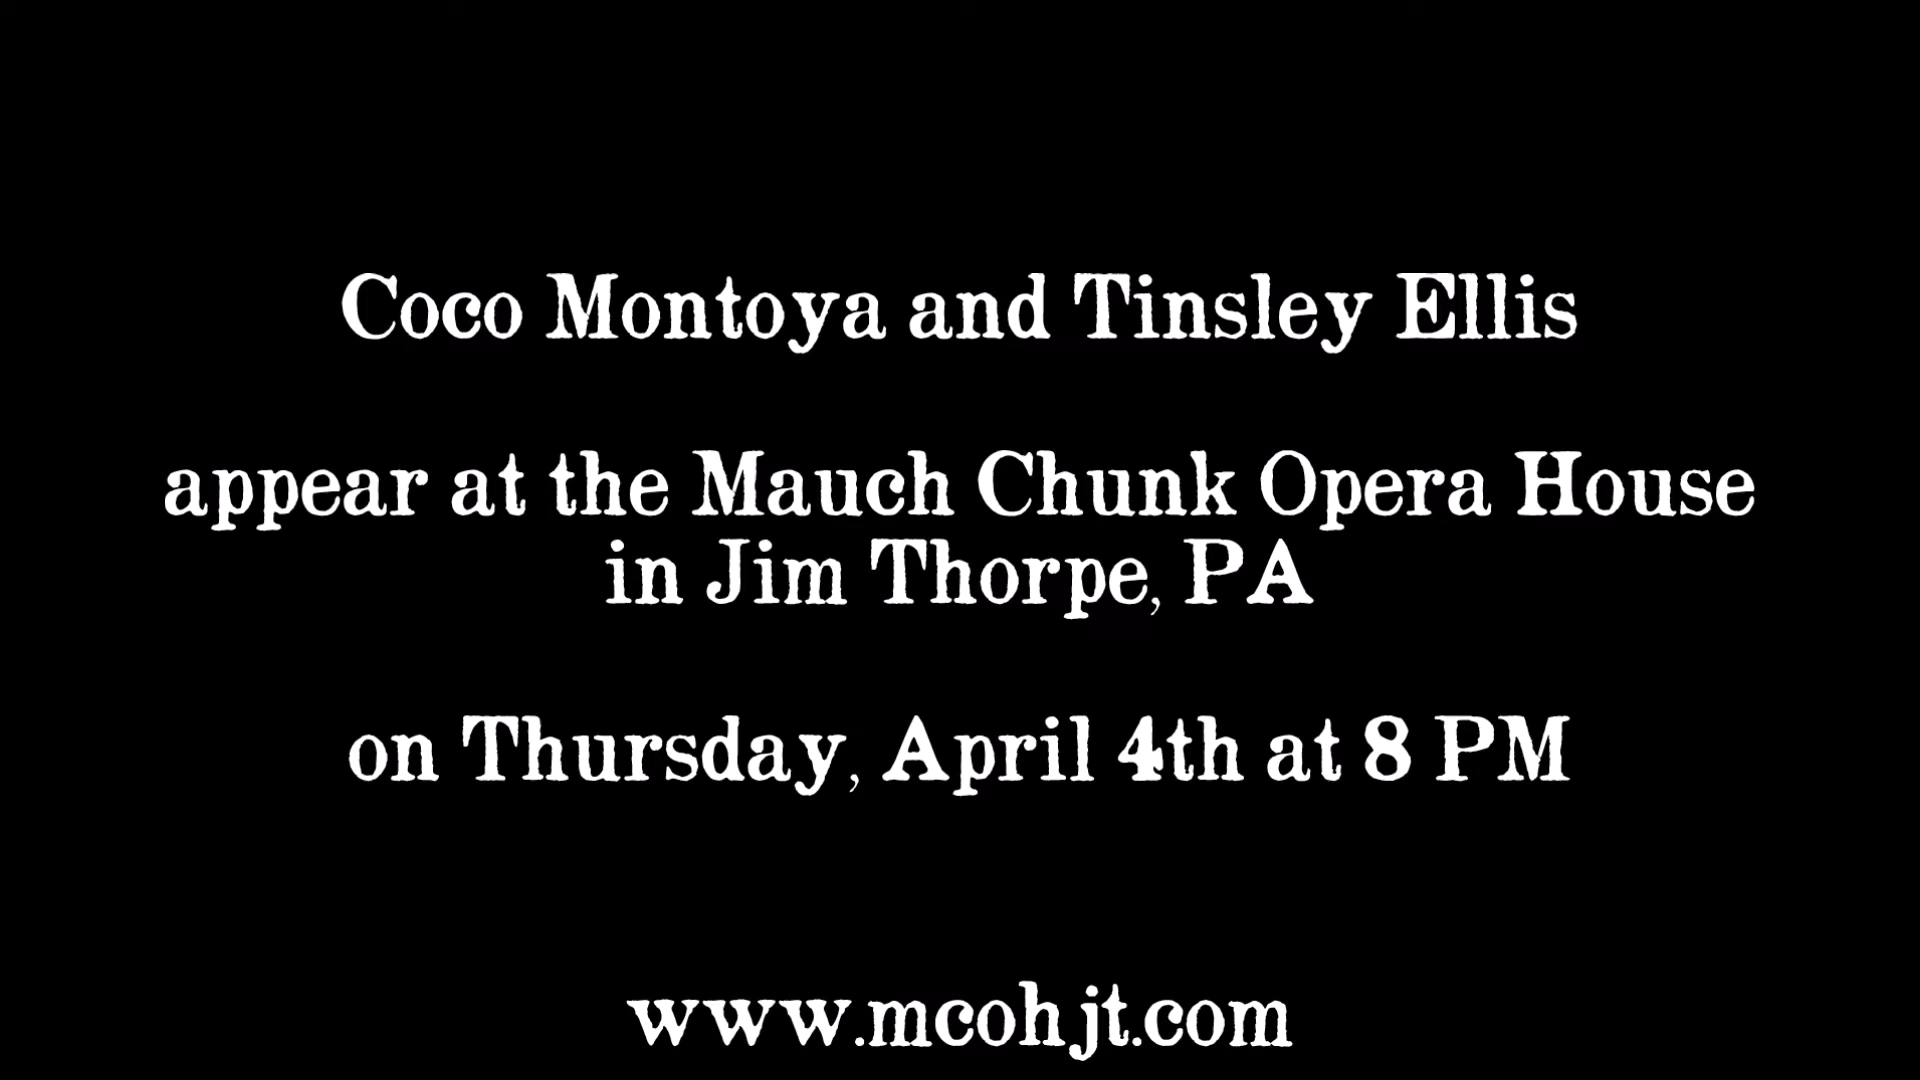 Coco Montoya and Tinsley Ellis
appear at the Mauch Chunk Opera House
in Jim Thorpe, PA
on Thursday, April 4th at 8 PM
www.mcohjt.com